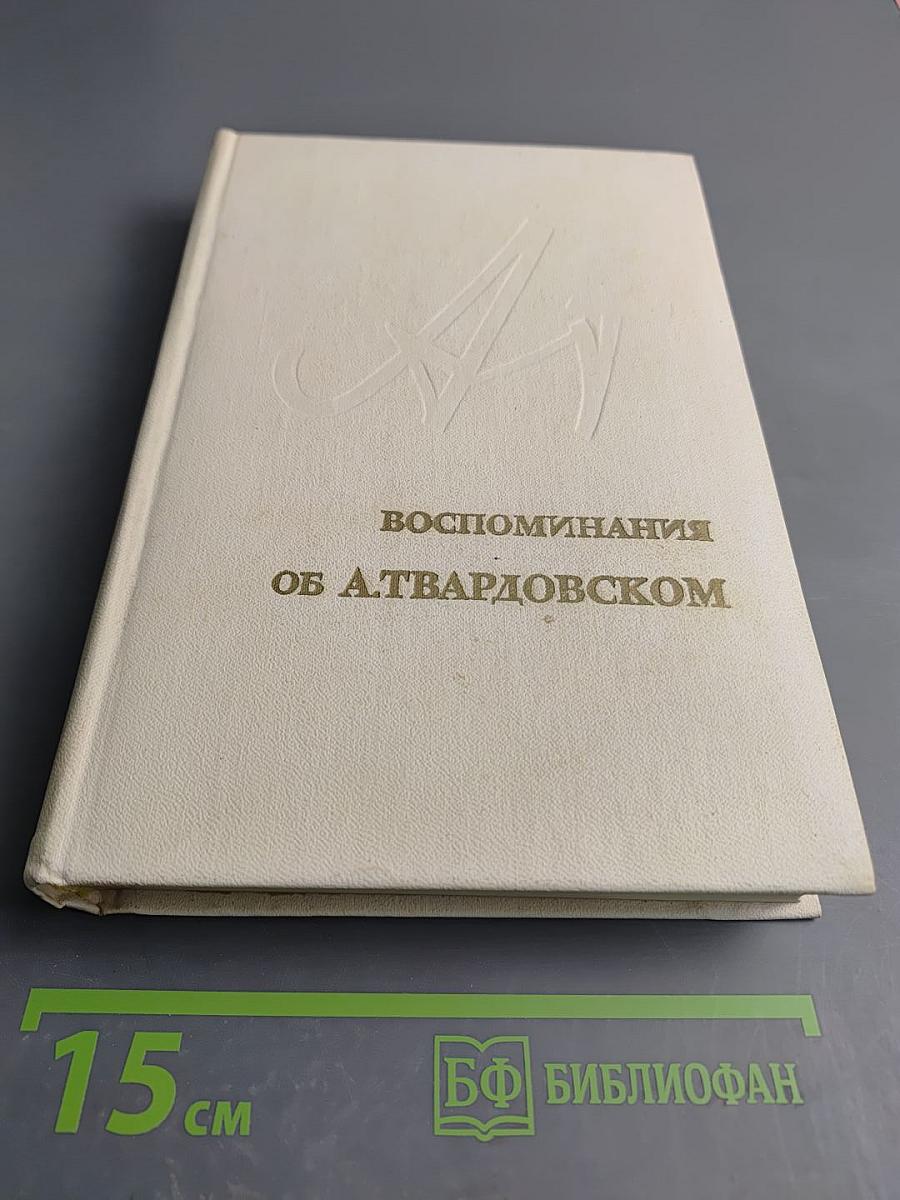 ВОСПОМИНАНИЯ
ОБ А.ТВАРДОВСКОМ
15 см
БФ БИБЛИОФАН